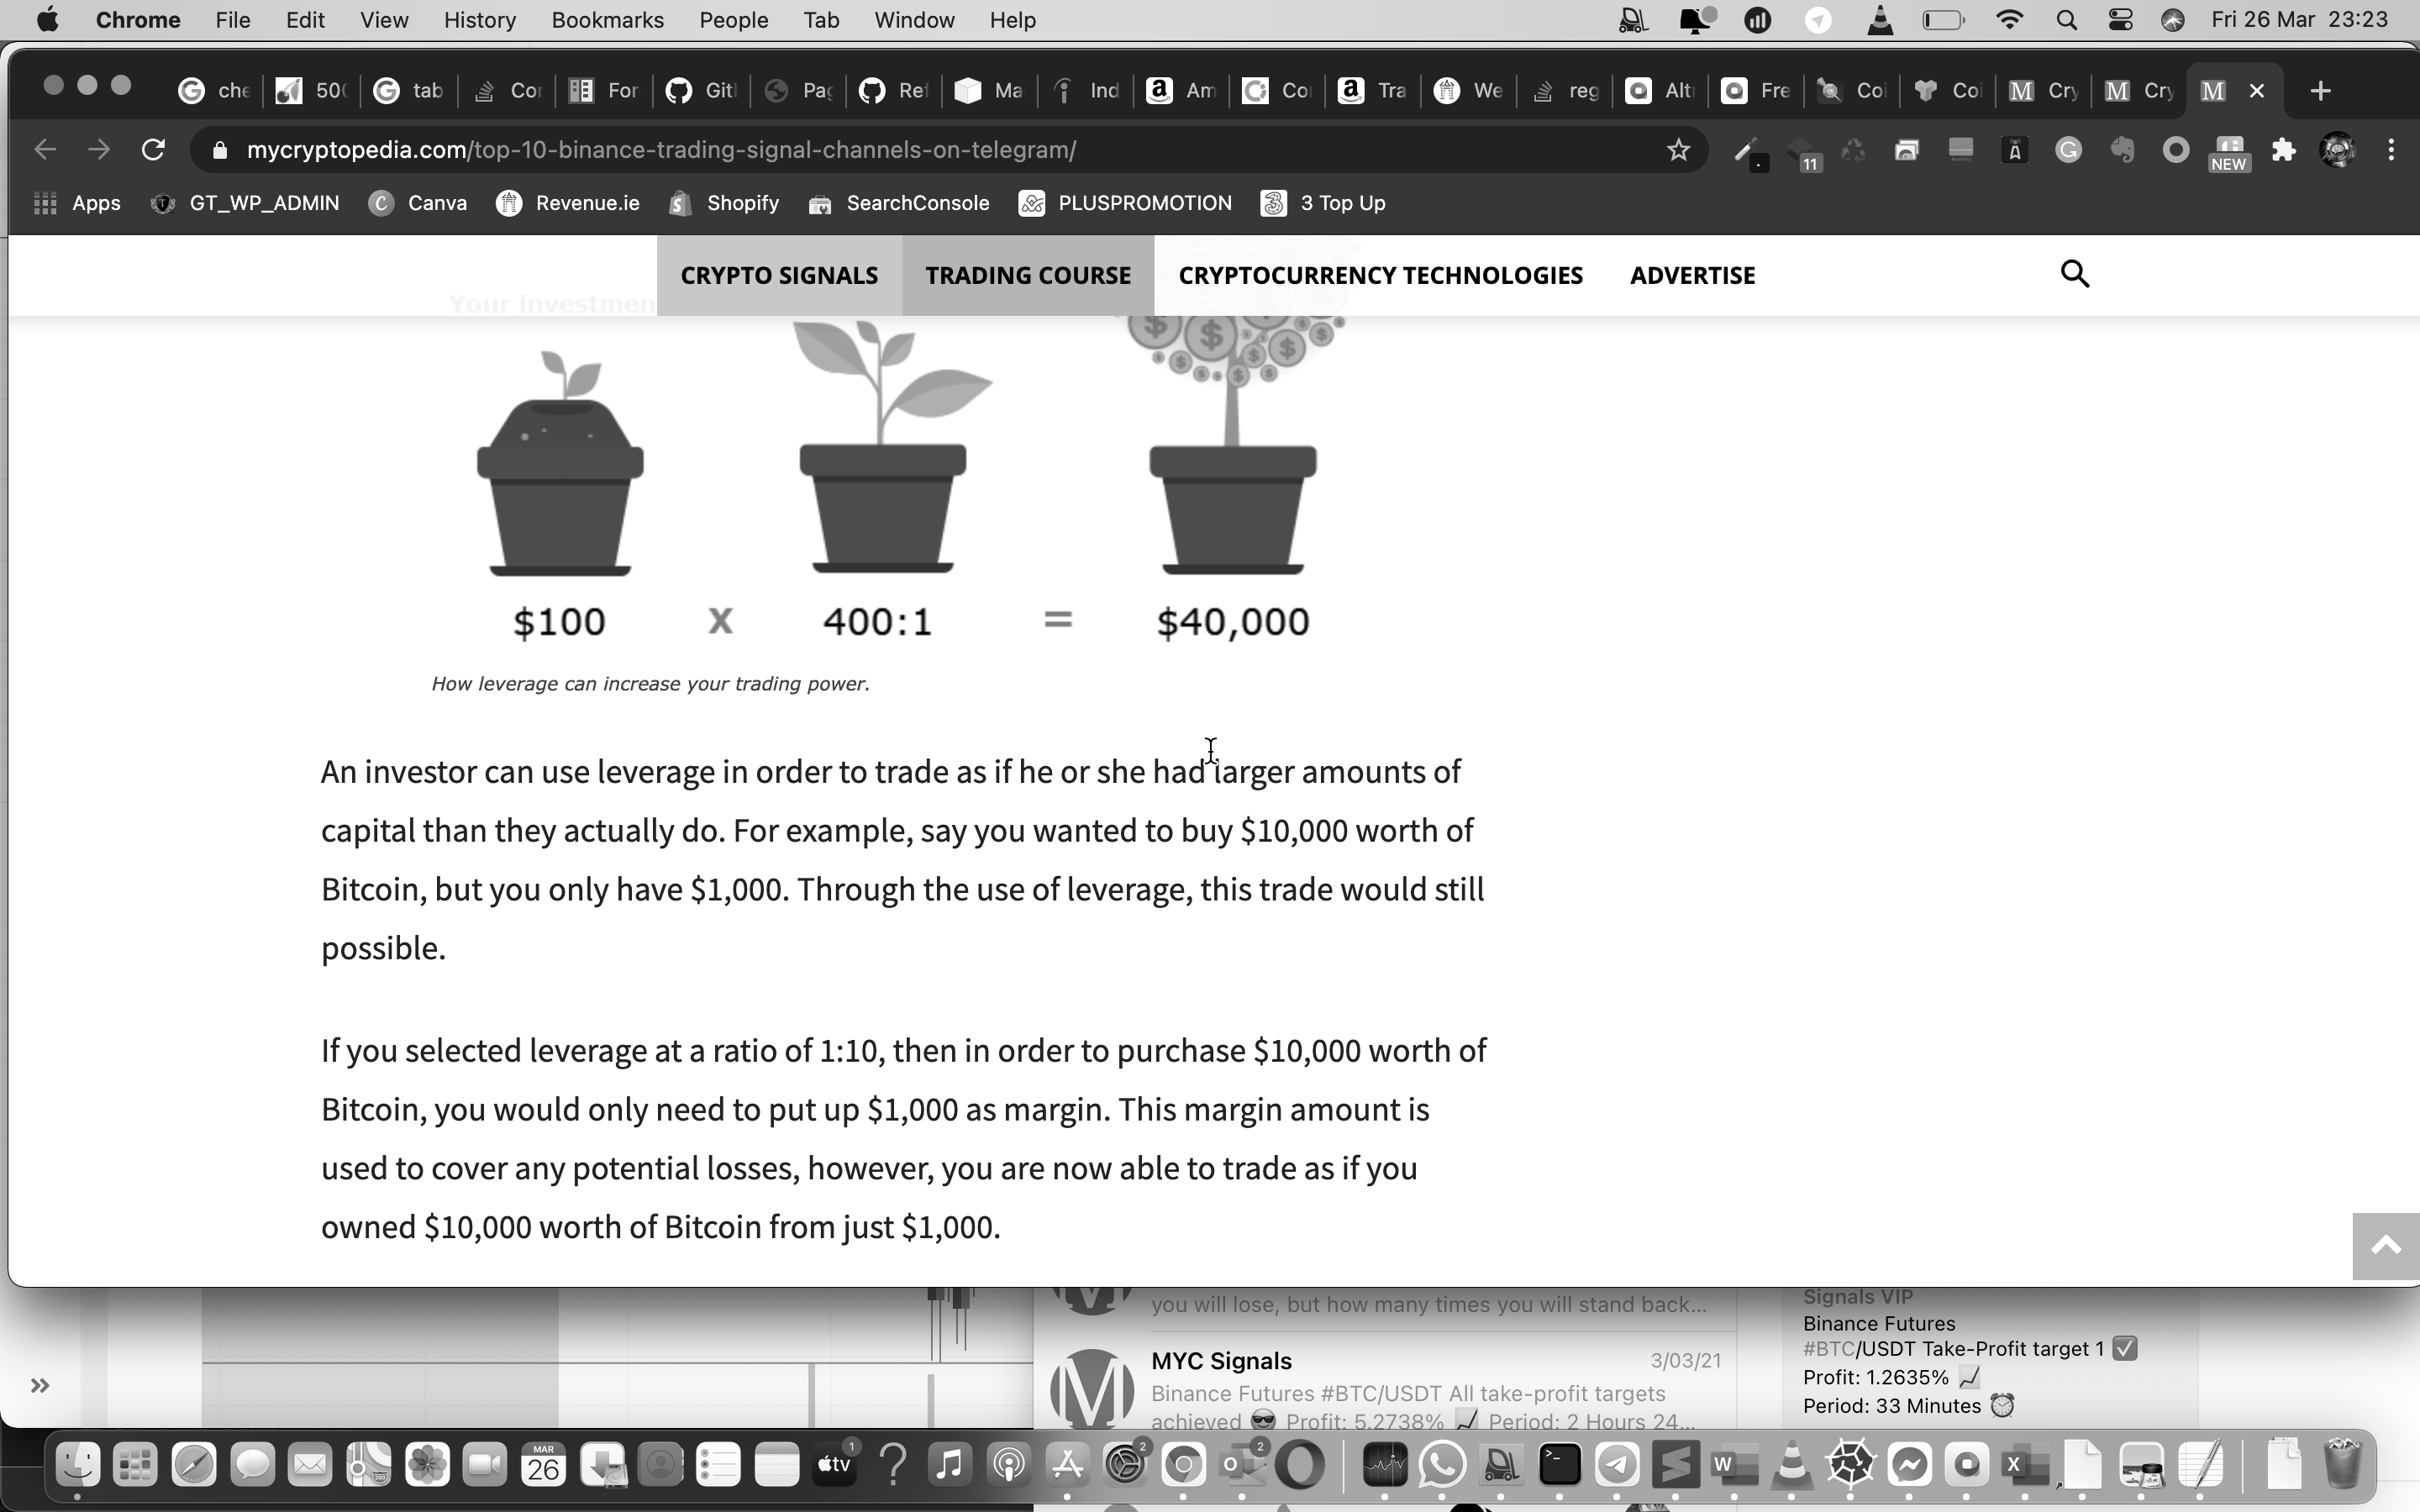 Chrome File Edit View History Bookmarks People Tab Window Help Fri 26 Mar 23:23
che 50( tab Cor For Gitl Pag Ref Ma Ind Am Cor Tra We reg Alt Fre Coi Coi Cry Cry
mycryptopedia.com/top-10-binance-trading-signal-channels-on-telegram/ 11 NEW
Apps GT_WP_ADMIN Canva Revenue.ie Shopify SearchConsole PLUSPROMOTION 3 Top Up
CRYPTO SIGNALS TRADING COURSE CRYPTOCURRENCY TECHNOLOGIES ADVERTISE
Your investmen
$100 x 400:1 = $40,000
How leverage can increase your trading power.
An investor can use leverage in order to trade as if he or she had larger amounts of
capital than they actually do. For example, say you wanted to buy $10,000 worth of
Bitcoin, but you only have $1,000. Through the use of leverage, this trade would still
possible.
If you selected leverage at a ratio of 1:10, then in order to purchase $10,000 worth of
Bitcoin, you would only need to put up $1,000 as margin. This margin amount is
used to cover any potential losses, however, you are now able to trade as if you
owned $10,000 worth of Bitcoin from just $1,000.
you will lose, but how many times you will stand back...
MYC Signals 3/03/21
Binance Futures #BTC/USDT All take-profit targets
achieved 😎 Profit: 5.2738% 📈 Period: 2 Hours 24...
Signals VIP
Binance Futures
#BTC/USDT Take-Profit target 1 ☑️
Profit: 1.2635% 📈
Period: 33 Minutes ⏰
MAR
26
tv 1 2 2